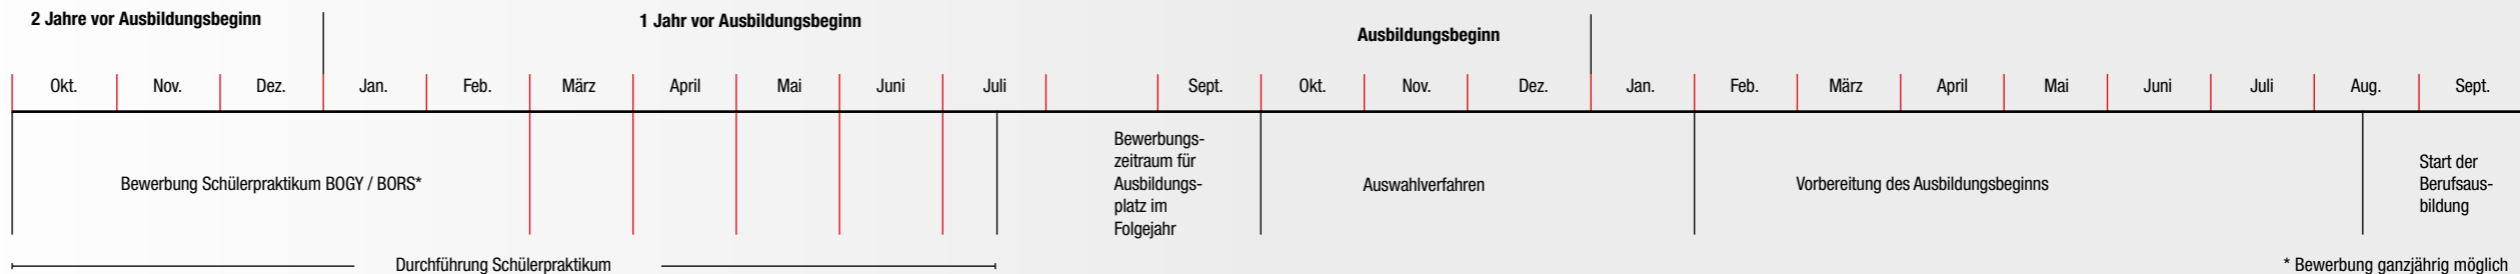 2 Jahre vor Ausbildungsbeginn
1 Jahr vor Ausbildungsbeginn
Ausbildungsbeginn
Okt. Nov. Dez. Jan. Feb. März April Mai Juni Juli Sept. Okt. Nov. Dez. Jan. Feb. März April Mai Juni Juli Aug. Sept.
Bewerbung Schülerpraktikum BOGY / BORS*
Bewerbungs-
zeitraum für
Ausbildungs-
platz im
Folgejahr
Auswahlverfahren
Vorbereitung des Ausbildungsbeginns
Start der
Berufsaus-
bildung
Durchführung Schülerpraktikum
* Bewerbung ganzjährig möglich